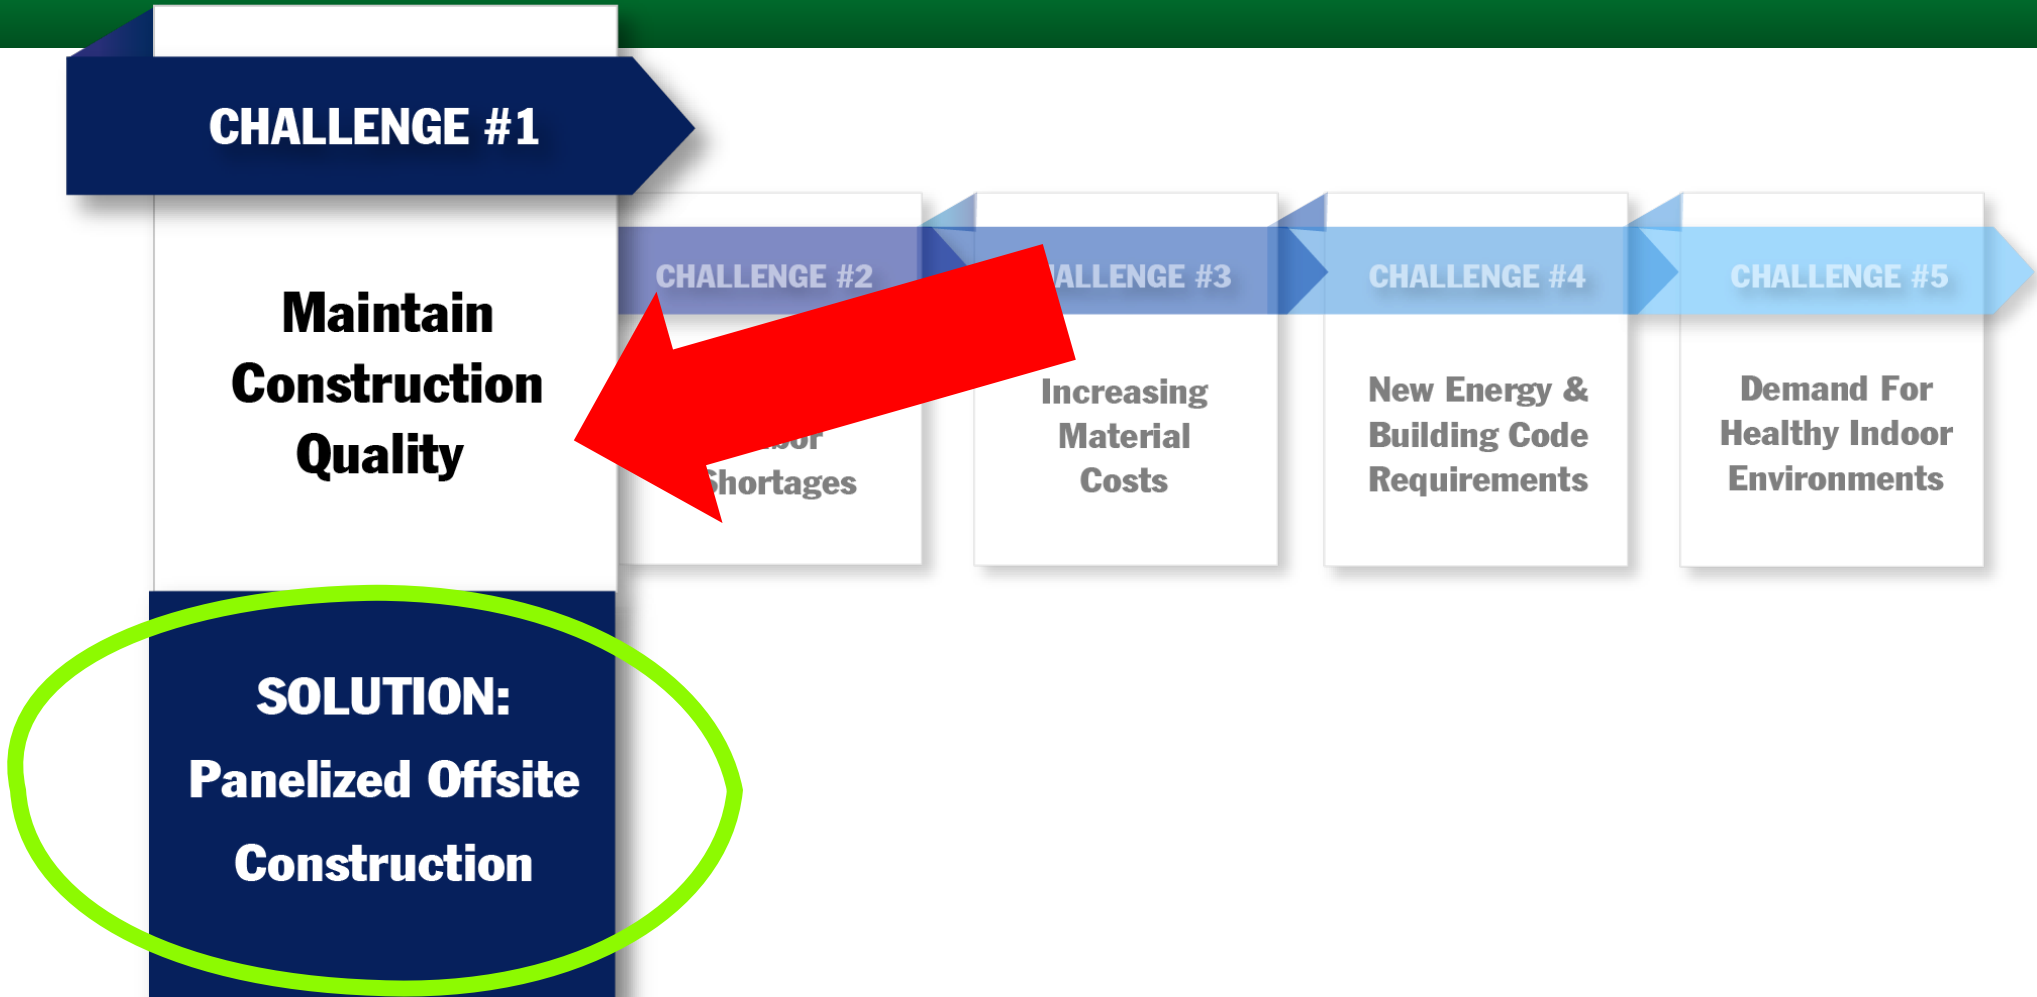 CHALLENGE #1
Maintain
Construction
Quality
SOLUTION:
Panelized Offsite
Construction
CHALLENGE #2
Shortages
CHALLENGE #3
Increasing
Material
Costs
CHALLENGE #4
New Energy &
Building Code
Requirements
CHALLENGE #5
Demand For
Healthy Indoor
Environments